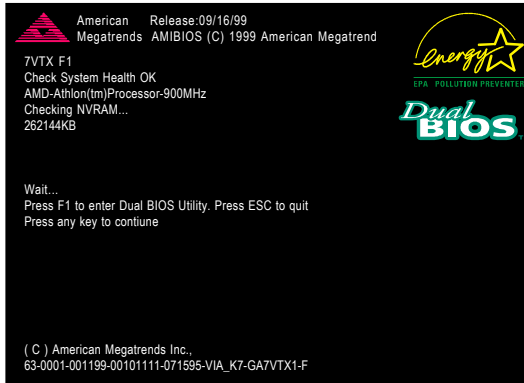 American Release:09/16/99
Megatrends AMIBIOS (C) 1999 American Megatrend
7VTX F1
Check System Health OK
AMD-Athlon(tm)Processor-900MHz
Checking NVRAM...
262144KB
energy
EPA POLLUTION PREVENTER
Dual
BIOS
Wait...
Press F1 to enter Dual BIOS Utility. Press ESC to quit
Press any key to contiune
( C ) American Megatrends Inc.,
63-0001-001199-00101111-071595-VIA_K7-GA7VTX1-F